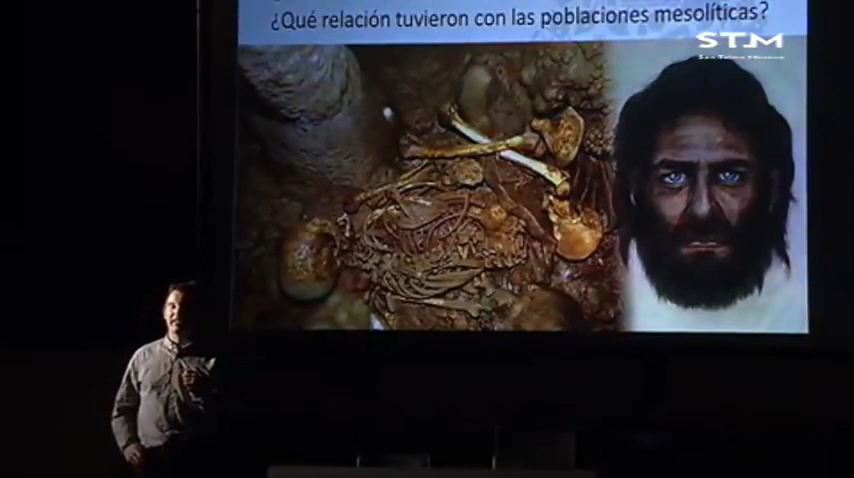 ¿Qué relación tuvieron con las poblaciones mesolíticas?
STM